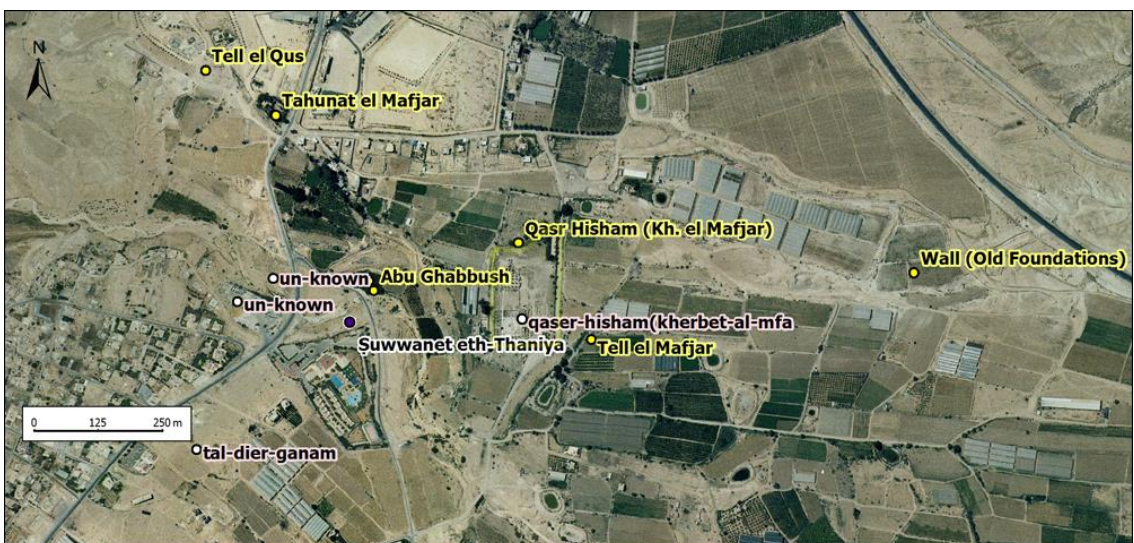 N
Tell el Qus
Tahunat el Mafjar
Qasr Hisham (Kh. el Mafjar)
Wall (Old Foundations)
un-known
Abu Ghabbush
un-known
qaser-hisham(kherbet-al-mfa
Ṣuwwanet eth-Thaniya
Tell el Mafjar
0 125 250 m
tal-dier-ganam